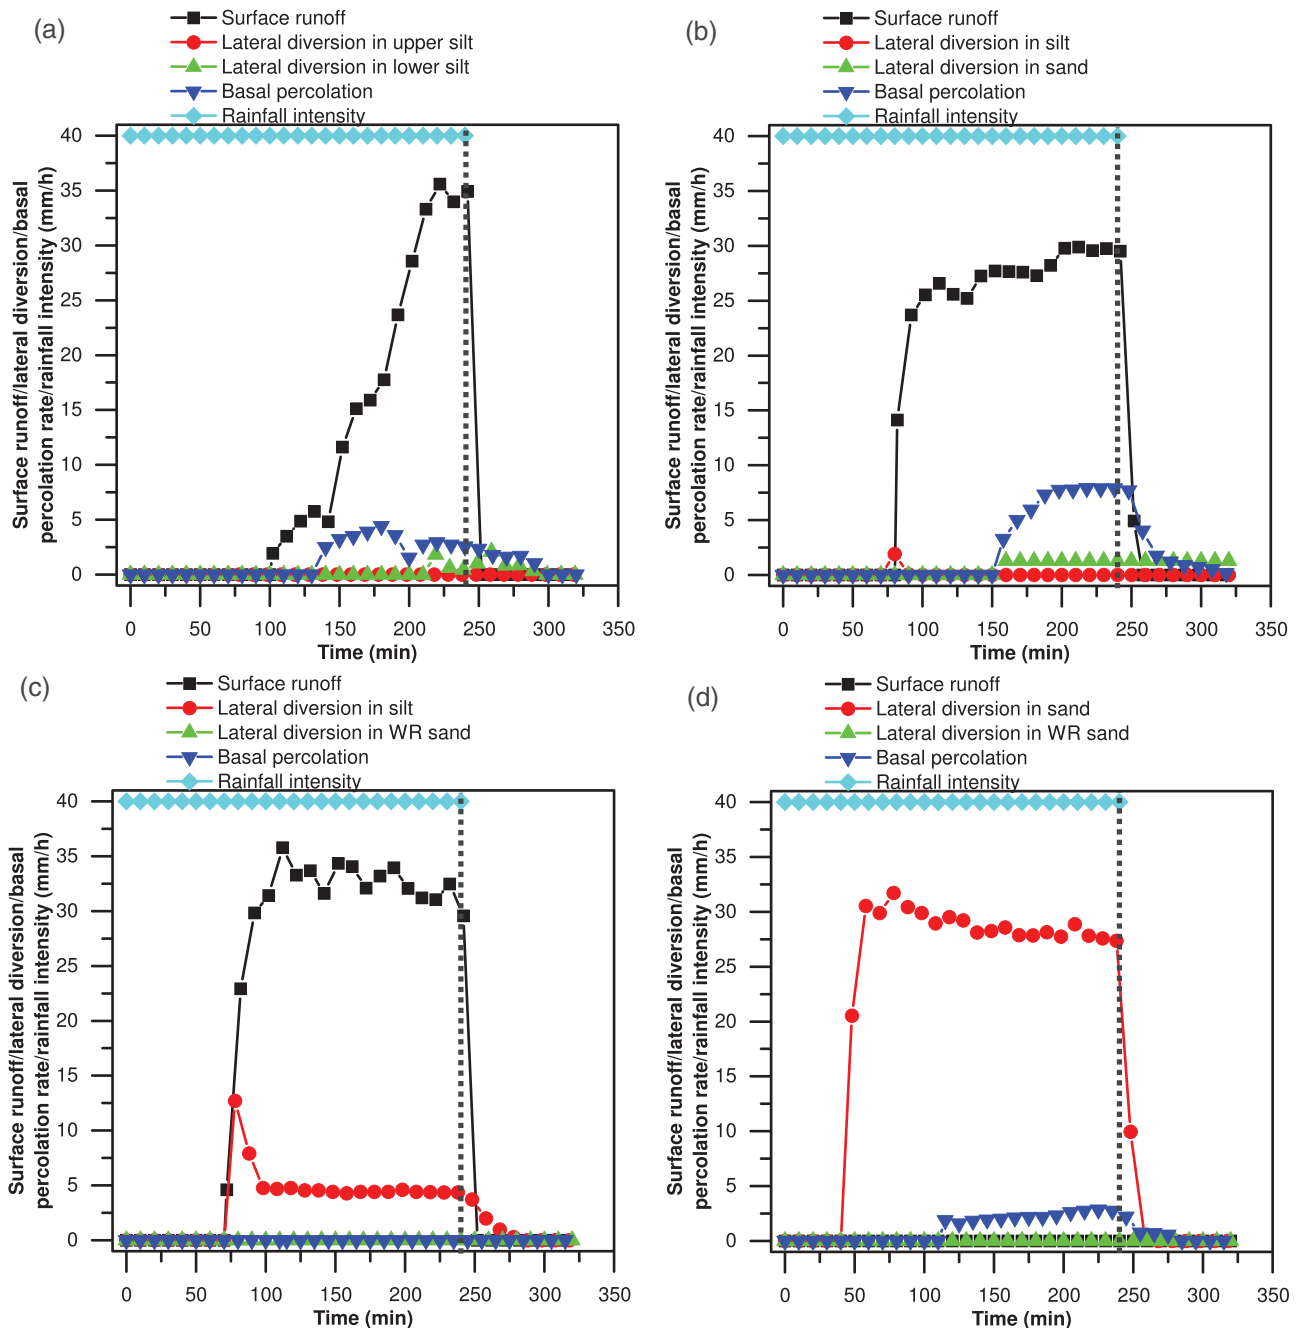 (a)
Surface runoff
Lateral diversion in upper silt
Lateral diversion in lower silt
Basal percolation
Rainfall intensity
Surface runoff/lateral diversion/basal
percolation rate/rainfall intensity (mm/h)
40
35
30
25
20
15
10
5
0
0 50 100 150 200 250 300 350
Time (min)
(b)
Surface runoff
Lateral diversion in silt
Lateral diversion in sand
Basal percolation
Rainfall intensity
Surface runoff/lateral diversion/basal
percolation rate/rainfall intensity (mm/h)
40
35
30
25
20
15
10
5
0
0 50 100 150 200 250 300 350
Time (min)
(c)
Surface runoff
Lateral diversion in silt
Lateral diversion in WR sand
Basal percolation
Rainfall intensity
Surface runoff/lateral diversion/basal
percolation rate/rainfall intensity (mm/h)
40
35
30
25
20
15
10
5
0
0 50 100 150 200 250 300 350
Time (min)
(d)
Surface runoff
Lateral diversion in sand
Lateral diversion in WR sand
Basal percolation
Rainfall intensity
Surface runoff/lateral diversion/basal
percolation rate/rainfall intensity (mm/h)
40
35
30
25
20
15
10
5
0
0 50 100 150 200 250 300 350
Time (min)